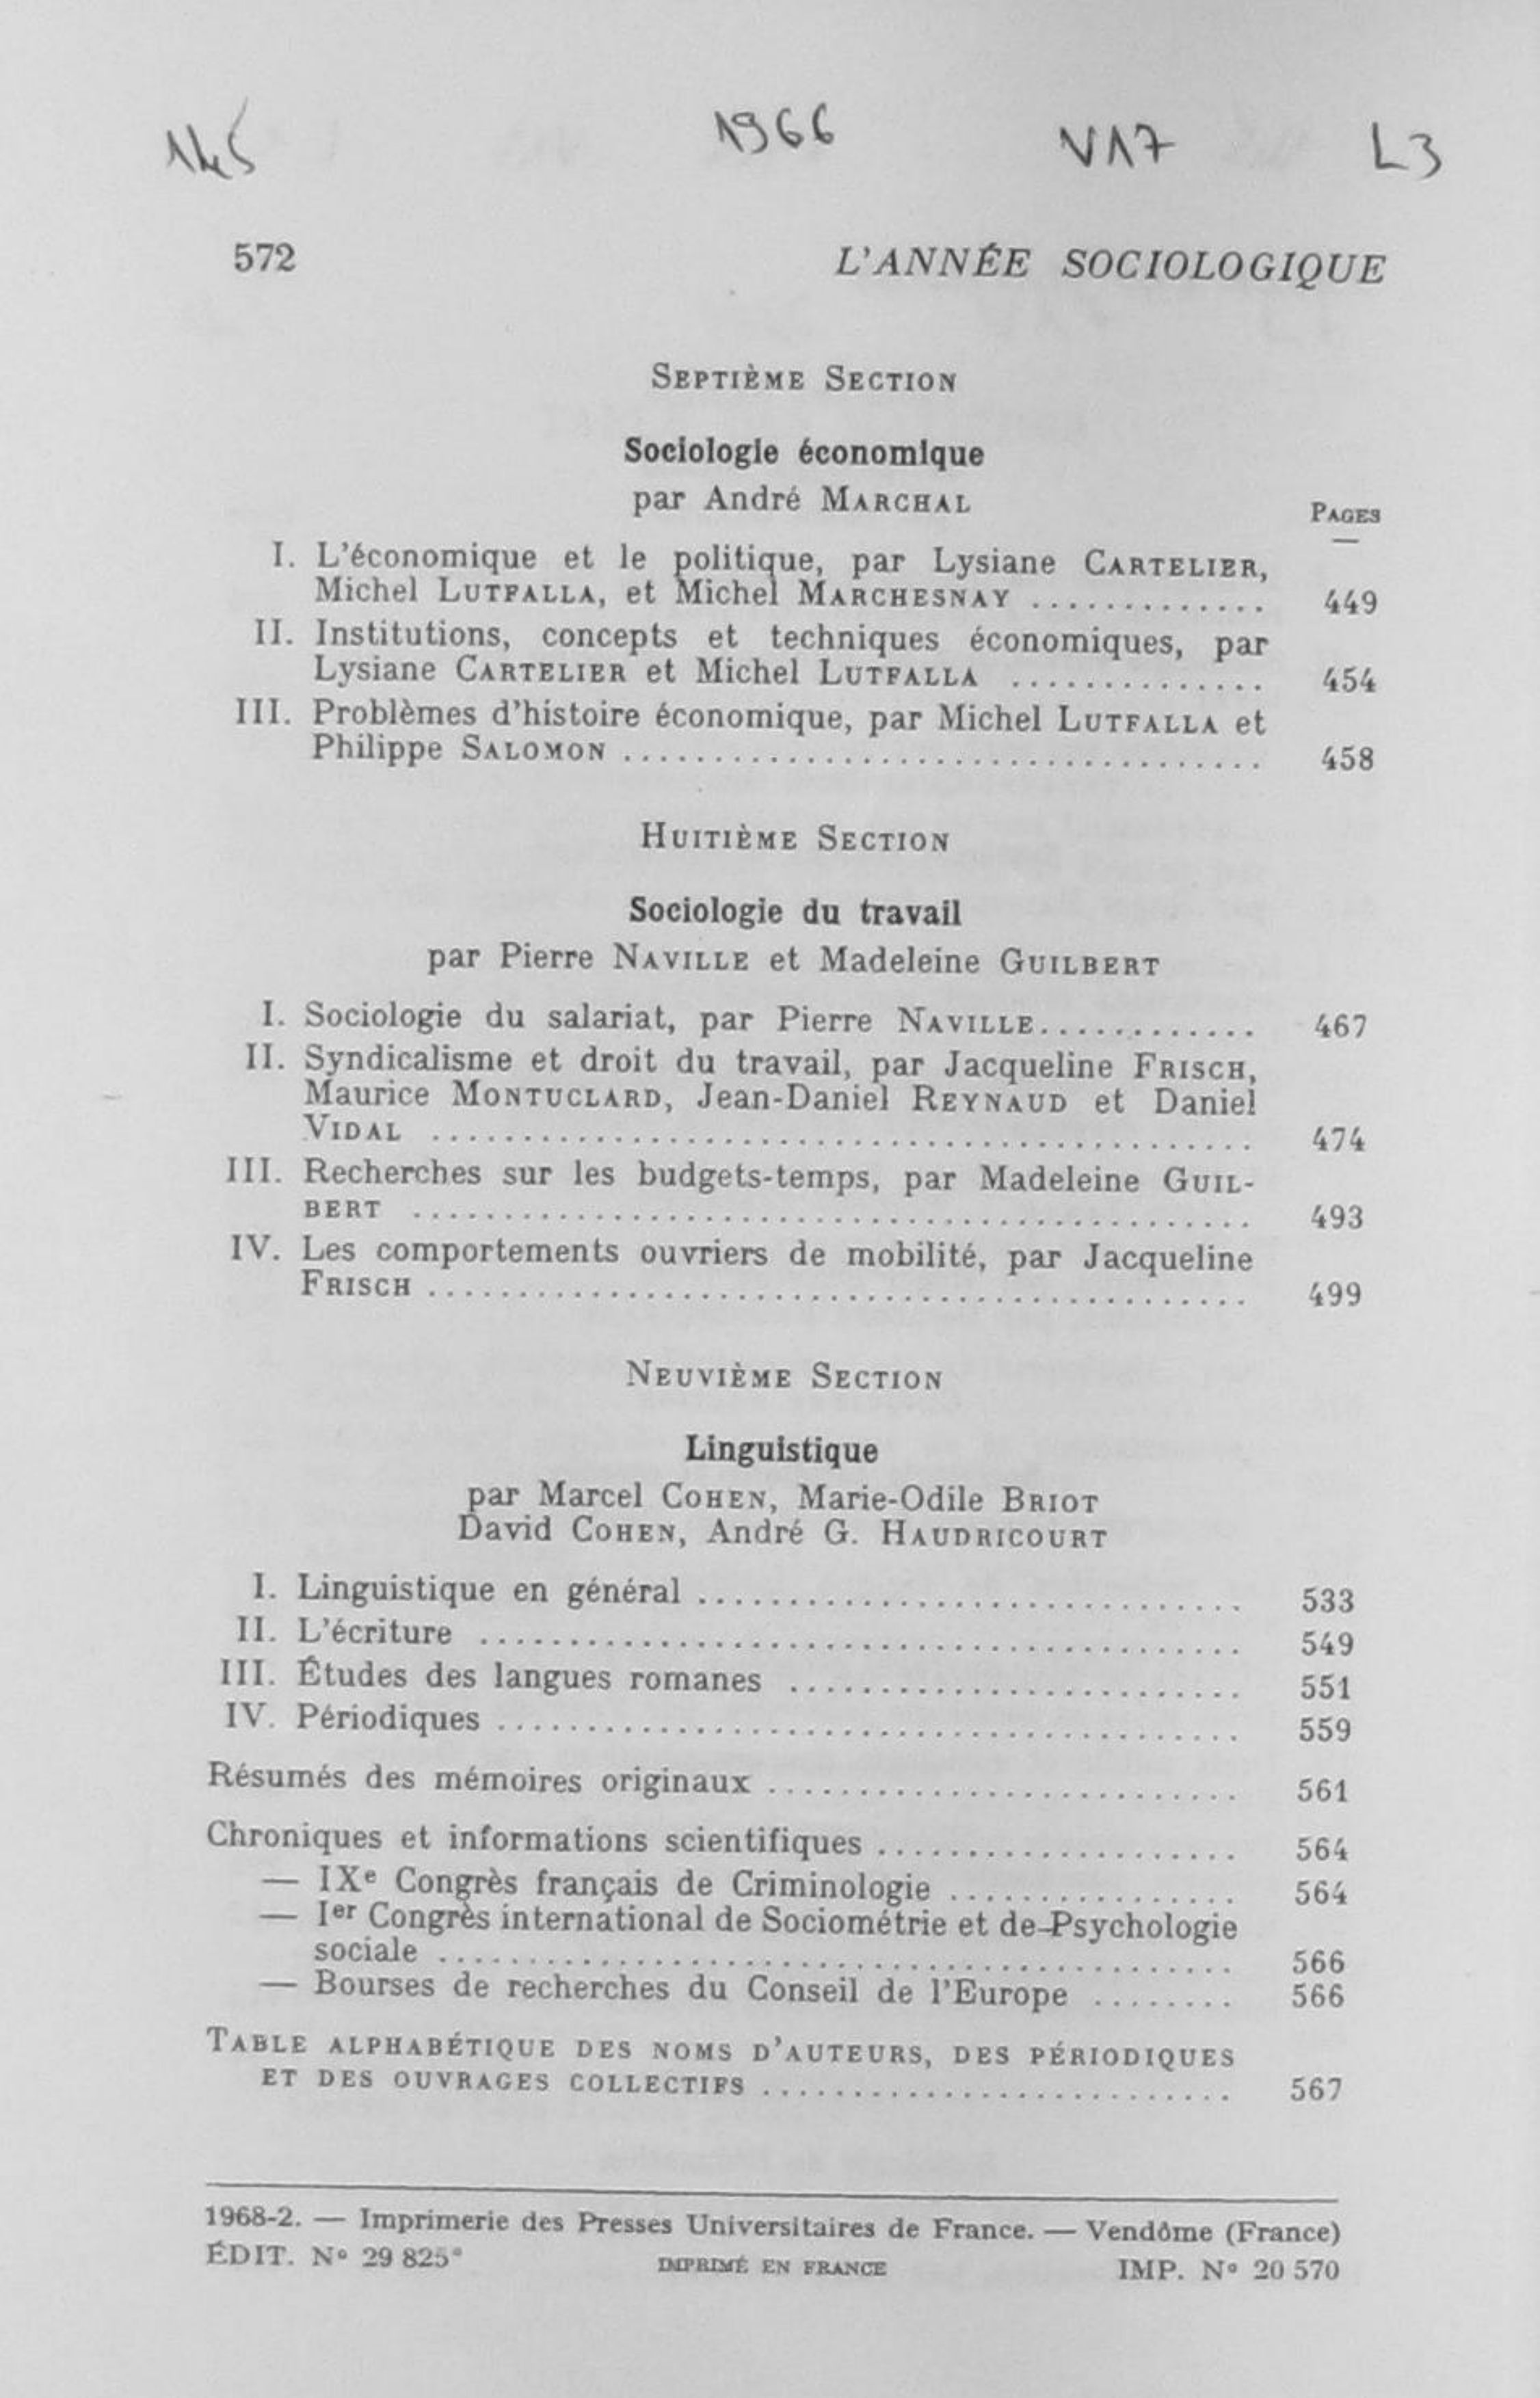 145 1966 V17 L3
572 L'ANNÉE SOCIOLOGIQUE
SEPTIÈME SECTION
Sociologie économique
par André MARCHAL
PAGES
I. L'économique et le politique, par Lysiane CARTELIER,
Michel LUTFALLA, et Michel MARCHESNAY ............. 449
II. Institutions, concepts et techniques économiques, par
Lysiane CARTELIER et Michel LUTFALLA .............. 454
III. Problèmes d'histoire économique, par Michel LUTFALLA et
Philippe SALOMON ................................... 458
HUITIÈME SECTION
Sociologie du travail
par Pierre NAVILLE et Madeleine GUILBERT
I. Sociologie du salariat, par Pierre NAVILLE............ 467
II. Syndicalisme et droit du travail, par Jacqueline FRISCH,
Maurice MONTUCLARD, Jean-Daniel REYNAUD et Daniel
VIDAL ............................................. 474
III. Recherches sur les budgets-temps, par Madeleine GUIL-
BERT .............................................. 493
IV. Les comportements ouvriers de mobilité, par Jacqueline
FRISCH ............................................. 499
NEUVIÈME SECTION
Linguistique
par Marcel COHEN, Marie-Odile BRIOT
David COHEN, André G. HAUDRICOURT
I. Linguistique en général .............................. 533
II. L'écriture .......................................... 549
III. Études des langues romanes ......................... 551
IV. Périodiques ......................................... 559
Résumés des mémoires originaux .......................... 561
Chroniques et informations scientifiques .................... 564
— IXe Congrès français de Criminologie ................ 564
— Ier Congrès international de Sociométrie et de-Psychologie
sociale ............................................ 566
— Bourses de recherches du Conseil de l'Europe ........ 566
TABLE ALPHABÉTIQUE DES NOMS D'AUTEURS, DES PÉRIODIQUES
ET DES OUVRAGES COLLECTIFS .......................... 567
1968-2. — Imprimerie des Presses Universitaires de France. — Vendôme (France)
ÉDIT. N° 29 825 IMPRIMÉ EN FRANCE IMP. N° 20 570